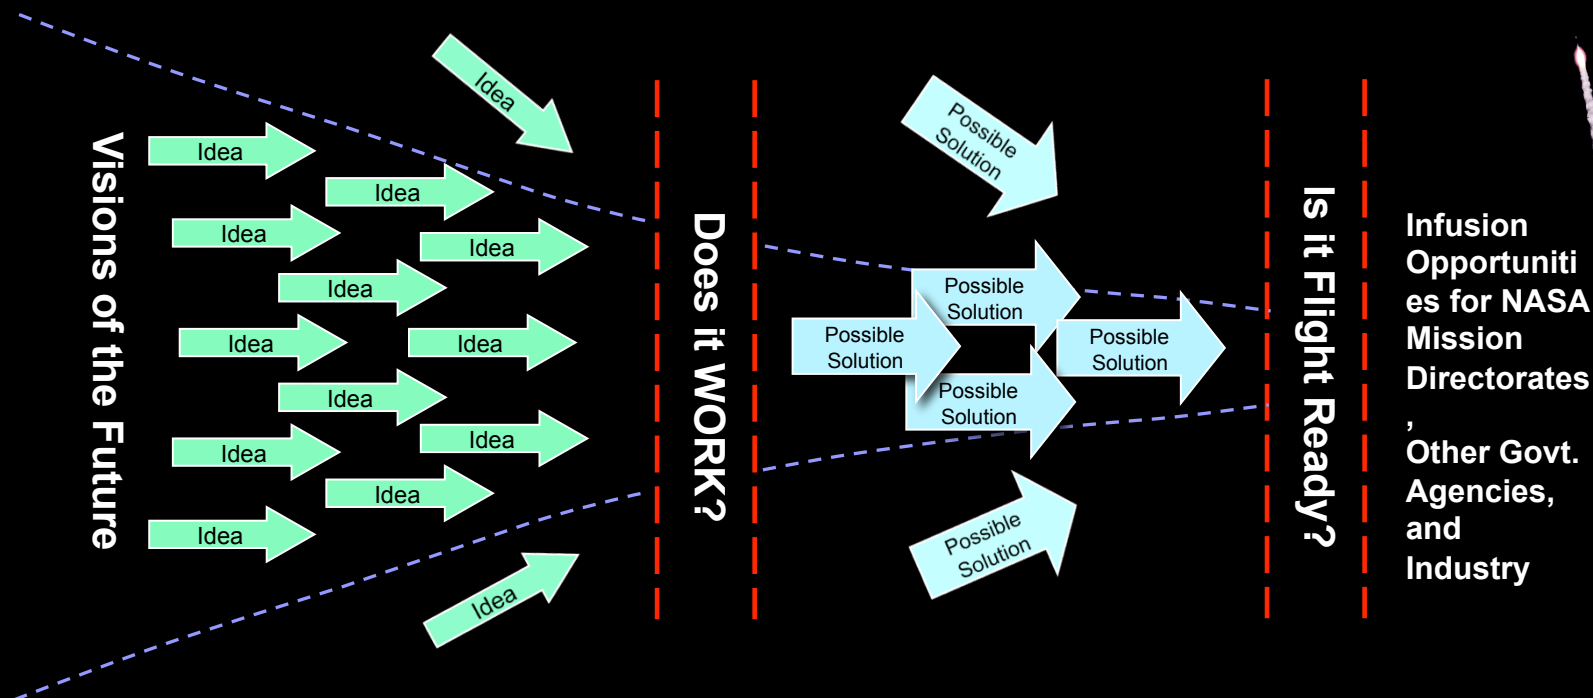 Visions of the Future
Idea
Idea
Idea
Idea
Idea
Idea
Idea
Idea
Idea
Idea
Idea
Idea
Idea
Idea
Does it WORK?
Possible
Solution
Possible
Solution
Possible
Solution
Possible
Solution
Possible
Solution
Possible
Solution
Is it Flight Ready?
Infusion
Opportuniti
es for NASA
Mission
Directorates
,
Other Govt.
Agencies,
and
Industry